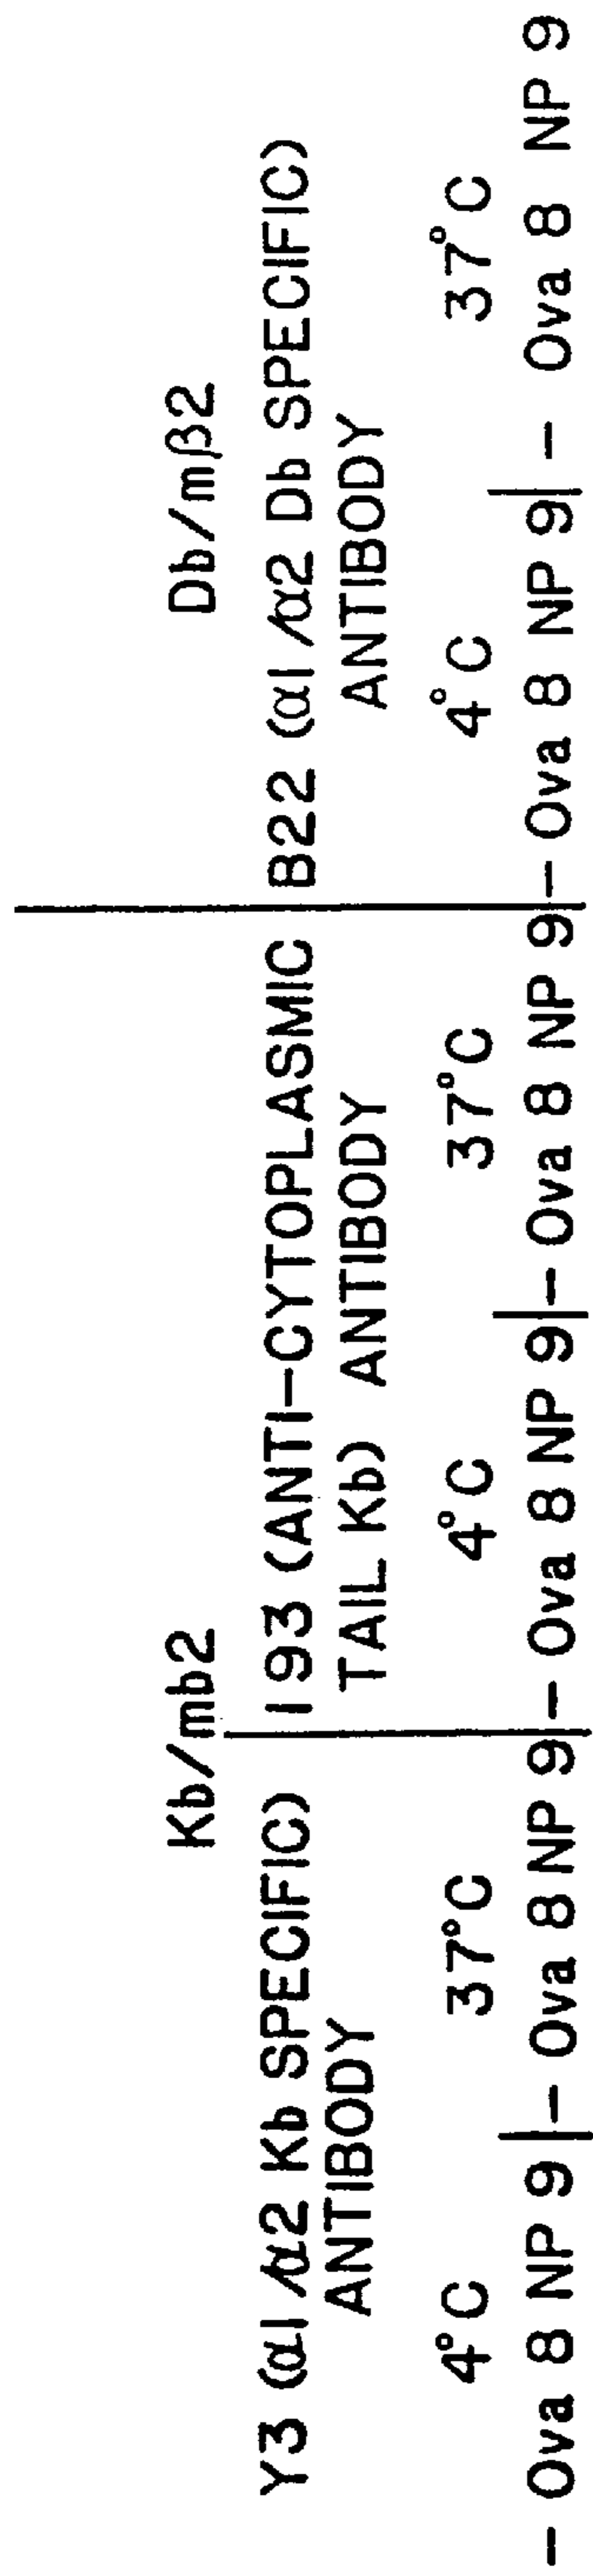 Kb/mb2 Db/mβ2
Y3 (α1/α2 Kb SPECIFIC) 193 (ANTI-CYTOPLASMIC B22 (α1/α2 Db SPECIFIC)
ANTIBODY TAIL Kb) ANTIBODY ANTIBODY
4°C 37°C 4°C 37°C 4°C 37°C
– Ova 8 NP 9 – Ova 8 NP 9 – Ova 8 NP 9 – Ova 8 NP 9 – Ova 8 NP 9 – Ova 8 NP 9